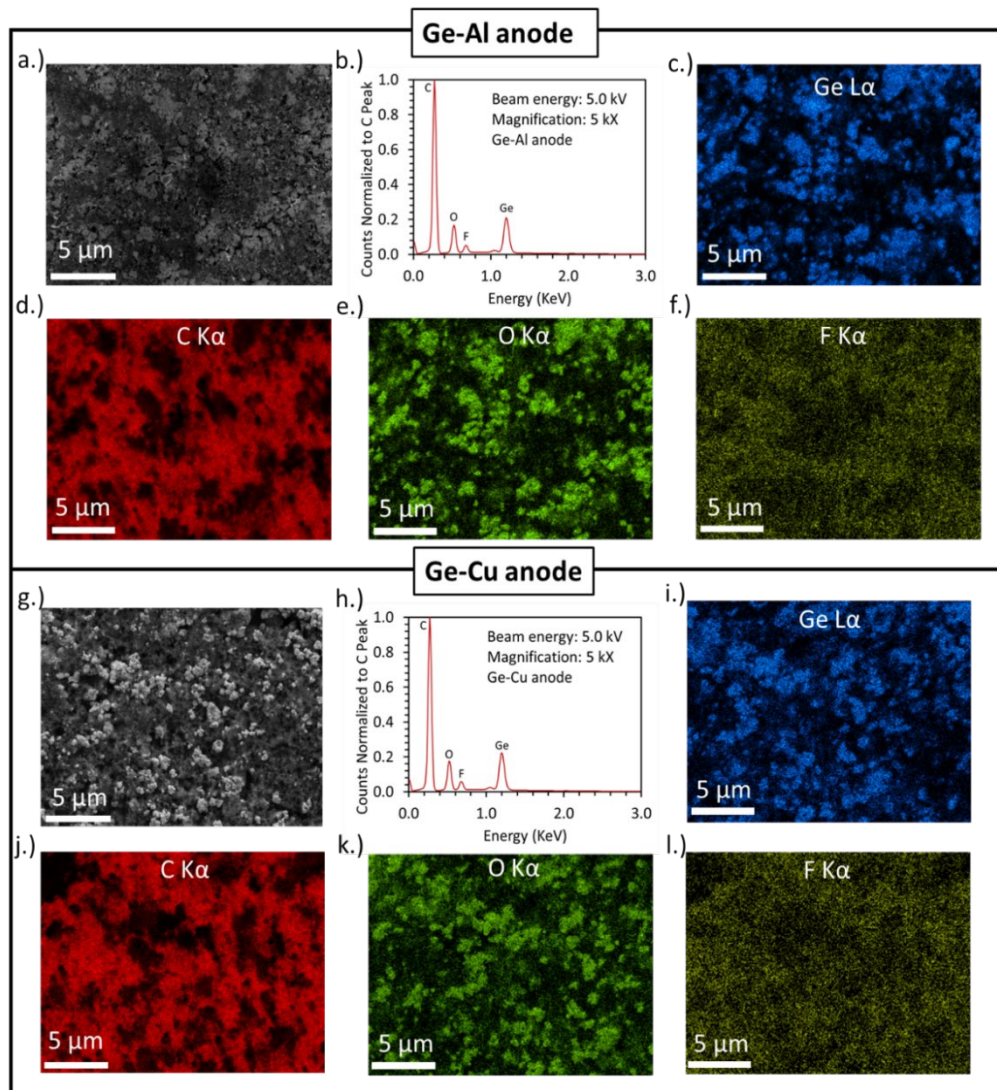 Ge-Al anode
a.)
5 µm
b.)
Counts Normalized to C Peak
1.0
0.8
0.6
0.4
0.2
0.0
C
O
F
Ge
Beam energy: 5.0 kV
Magnification: 5 kX
Ge-Al anode
0.0 1.0 2.0 3.0
Energy (KeV)
c.)
Ge Lα
5 µm
d.)
C Kα
5 µm
e.)
O Kα
5 µm
f.)
F Kα
5 µm
Ge-Cu anode
g.)
5 µm
h.)
Counts Normalized to C Peak
1.0
0.8
0.6
0.4
0.2
0.0
C
O
F
Ge
Beam energy: 5.0 kV
Magnification: 5 kX
Ge-Cu anode
0.0 1.0 2.0 3.0
Energy (KeV)
i.)
Ge Lα
5 µm
j.)
C Kα
5 µm
k.)
O Kα
5 µm
l.)
F Kα
5 µm